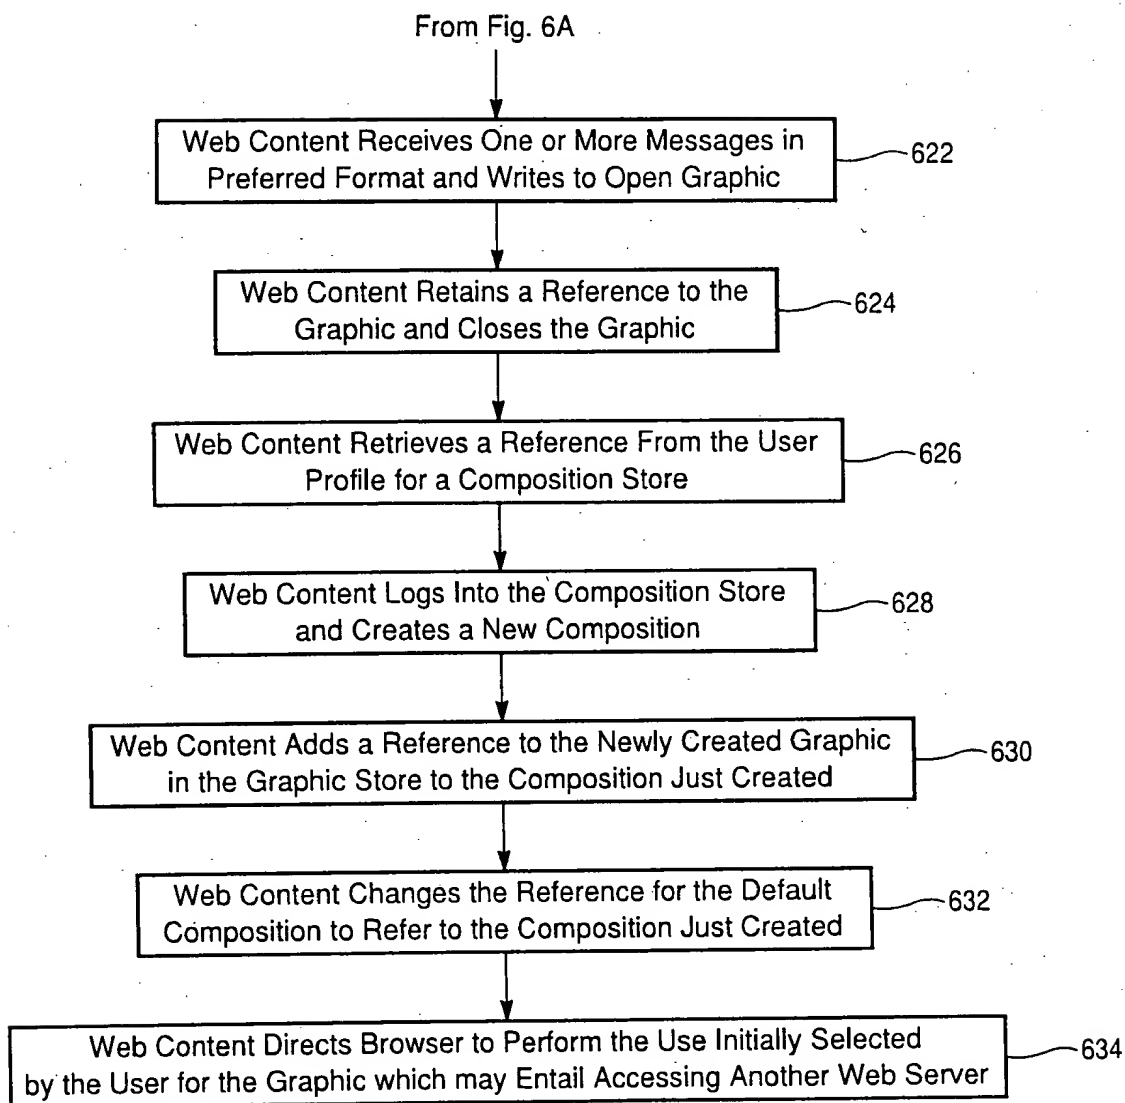 From Fig. 6A
Web Content Receives One or More Messages in
Preferred Format and Writes to Open Graphic
622
Web Content Retains a Reference to the
Graphic and Closes the Graphic
624
Web Content Retrieves a Reference From the User
Profile for a Composition Store
626
Web Content Logs Into the Composition Store
and Creates a New Composition
628
Web Content Adds a Reference to the Newly Created Graphic
in the Graphic Store to the Composition Just Created
630
Web Content Changes the Reference for the Default
Composition to Refer to the Composition Just Created
632
Web Content Directs Browser to Perform the Use Initially Selected
by the User for the Graphic which may Entail Accessing Another Web Server
634